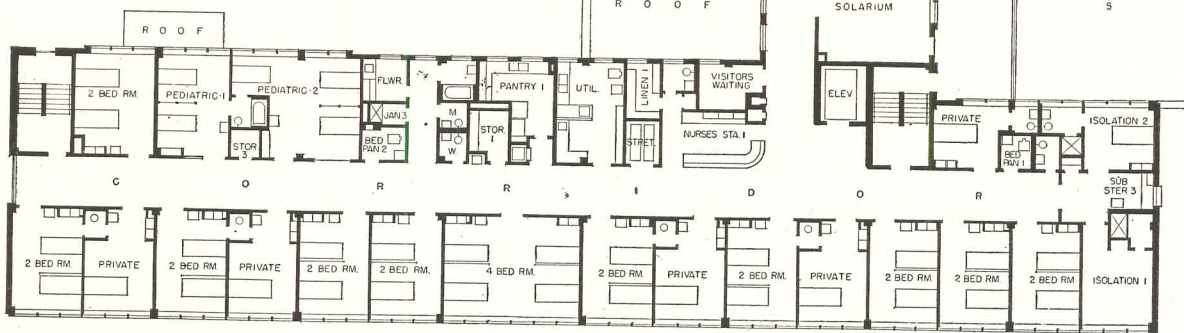 ROOF
ROOF
SOLARIUM
S
2 BED RM.
PEDIATRIC-1
PEDIATRIC-2
STOR
3
FLWR.
JAN 3
BED
PAN 2
M.
W.
PANTRY 1
STOR.
1
UTIL.
LINEN 1
STRET.
VISITORS
WAITING
NURSES STA. 1
ELEV
PRIVATE
BED
PAN 1
ISOLATION 2
SUB
STER 3
CORRIDOR
2 BED RM.
PRIVATE
2 BED RM.
PRIVATE
2 BED RM.
2 BED RM.
4 BED RM.
2 BED RM.
PRIVATE
2 BED RM.
PRIVATE
2 BED RM.
2 BED RM.
2 BED RM.
ISOLATION 1